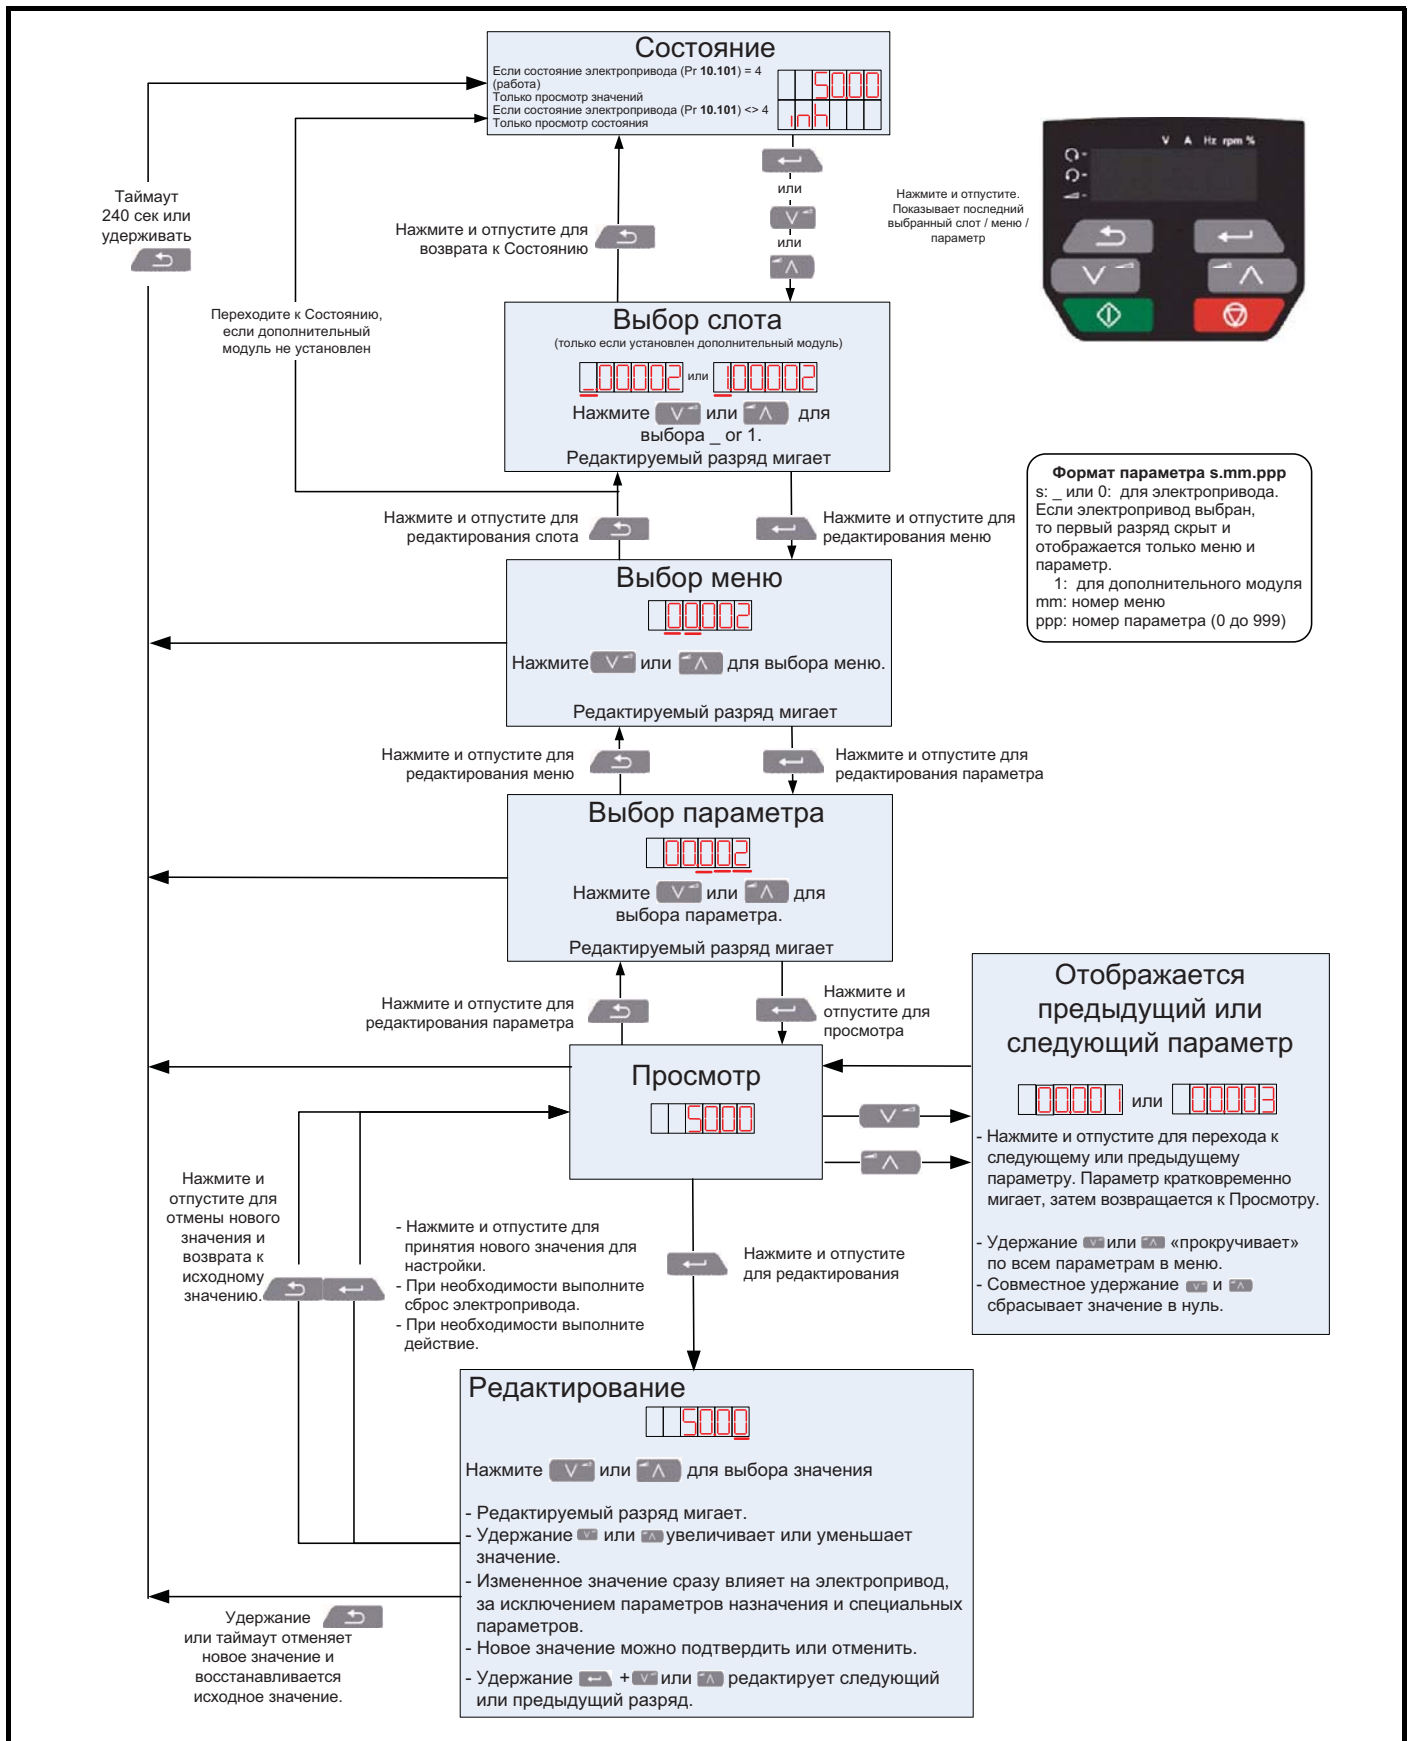 Состояние
Если состояние электропривода (Pr 10.101) = 4
(работа)
Только просмотр значений
Если состояние электропривода (Pr 10.101) <> 4
Только просмотр состояния
5000
inh
или
или
Нажмите и отпустите.
Показывает последний
выбранный слот / меню /
параметр
V A Hz rpm %
Таймаут
240 сек или
удерживать
Нажмите и отпустите для
возврата к Состоянию
Переходите к Состоянию,
если дополнительный
модуль не установлен
Выбор слота
(только если установлен дополнительный модуль)
_00002 или 100002
Нажмите или для
выбора _ or 1.
Редактируемый разряд мигает
Формат параметра s.mm.ppp
s: _ или 0: для электропривода.
Если электропривод выбран,
то первый разряд скрыт и
отображается только меню и
параметр.
1: для дополнительного модуля
mm: номер меню
ppp: номер параметра (0 до 999)
Нажмите и отпустите для
редактирования слота
Нажмите и отпустите для
редактирования меню
Выбор меню
00002
Нажмите или для выбора меню.
Редактируемый разряд мигает
Нажмите и отпустите для
редактирования меню
Нажмите и отпустите для
редактирования параметра
Выбор параметра
00002
Нажмите или для
выбора параметра.
Редактируемый разряд мигает
Нажмите и отпустите для
редактирования параметра
Нажмите и
отпустите для
просмотра
Просмотр
5000
Отображается
предыдущий или
следующий параметр
00001 или 00003
- Нажмите и отпустите для перехода к
следующему или предыдущему
параметру. Параметр кратковременно
мигает, затем возвращается к Просмотру.
- Удержание или «прокручивает»
по всем параметрам в меню.
- Совместное удержание и
сбрасывает значение в нуль.
Нажмите и
отпустите для
отмены нового
значения и
возврата к
исходному
значению.
- Нажмите и отпустите для
принятия нового значения для
настройки.
- При необходимости выполните
сброс электропривода.
- При необходимости выполните
действие.
Нажмите и отпустите
для редактирования
Редактирование
5000
Нажмите или для выбора значения
- Редактируемый разряд мигает.
- Удержание или увеличивает или уменьшает
значение.
- Измененное значение сразу влияет на электропривод,
за исключением параметров назначения и специальных
параметров.
- Новое значение можно подтвердить или отменить.
- Удержание + или редактирует следующий
или предыдущий разряд.
Удержание
или таймаут отменяет
новое значение и
восстанавливается
исходное значение.